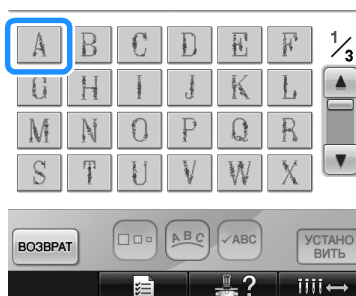 A B C D E F 1/3
G H I J K L
M N O P Q R
S T U V W X
ABC ✓ABC
ВОЗВРАТ УСТАНО
ВИТЬ
?